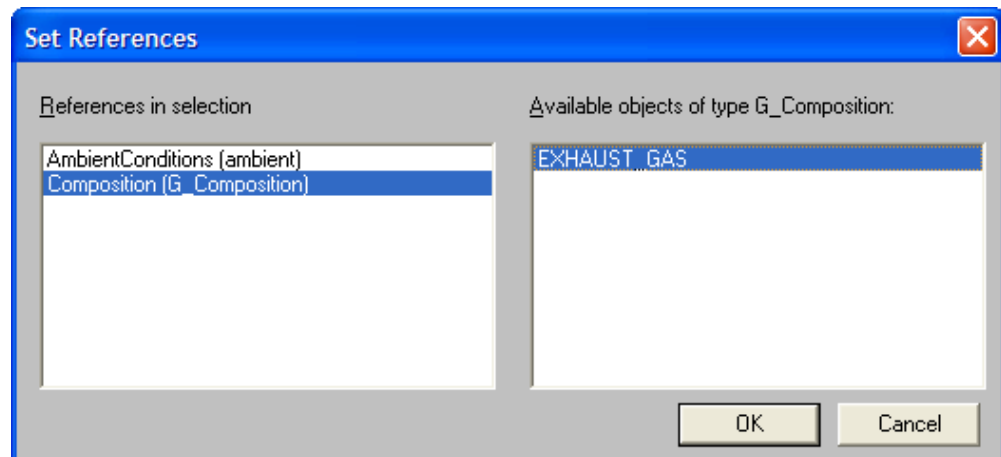 Set References
References in selection
Available objects of type G_Composition:
AmbientConditions (ambient)
Composition (G_Composition)
EXHAUST_GAS
OK
Cancel